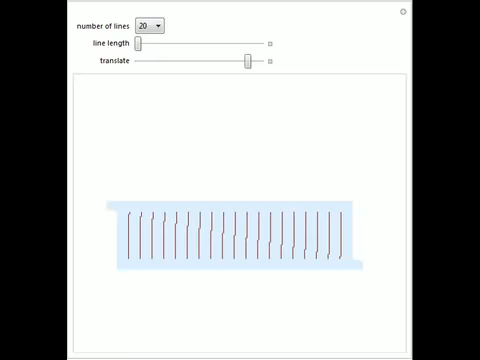 number of lines 20
line length
translate